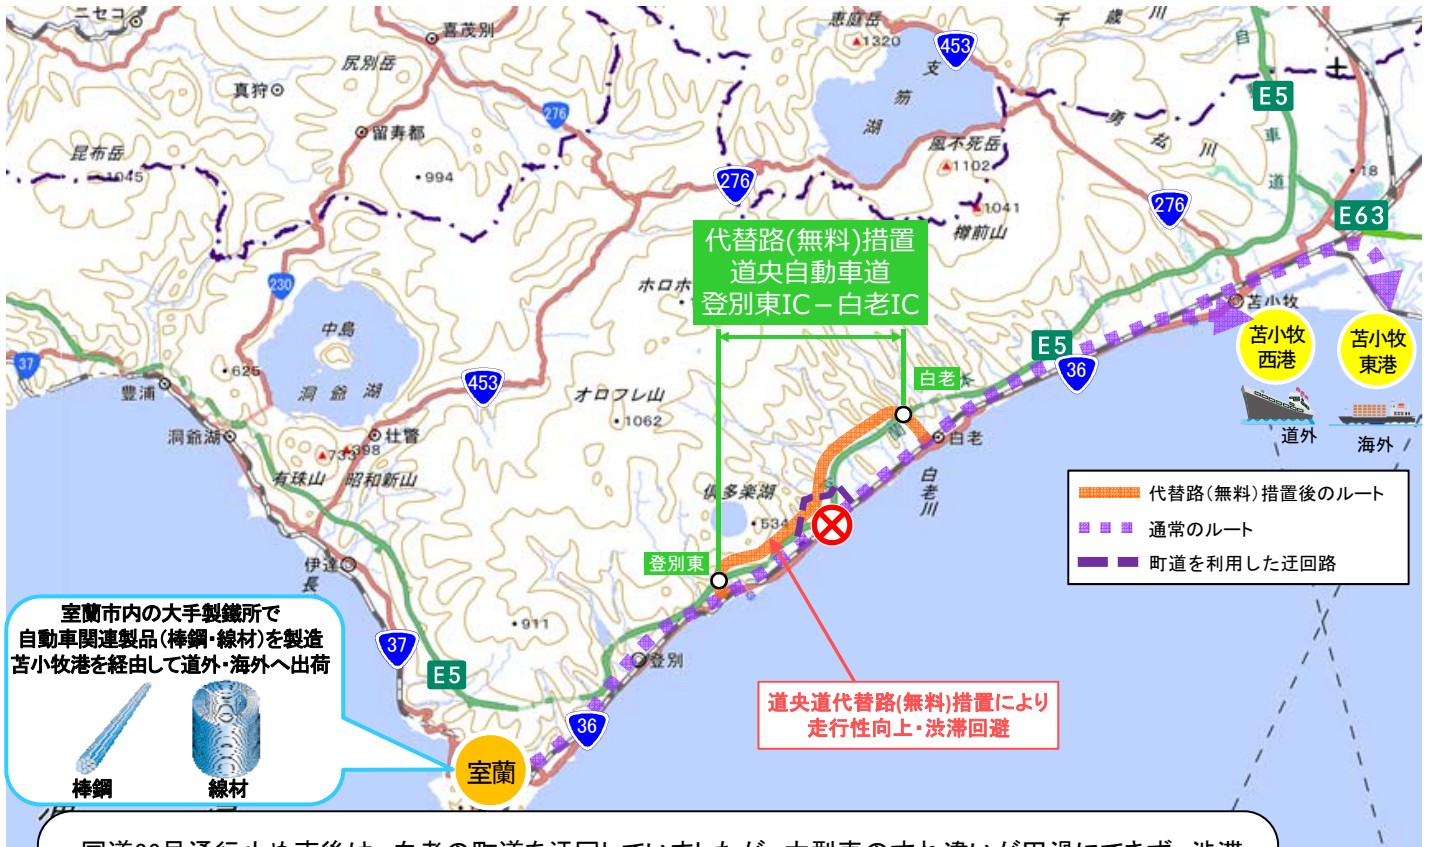 ニセコ
喜茂別
尻別岳
真狩
留寿都
昆布岳
1045
994
276
230
37
豊浦
625
中島
洞爺湖
洞爺湖
壮瞥
733
398
有珠山
昭和新山
453
オロフレ山
1062
伊達
長
37
E5
911
登別
36
室蘭
恵庭岳
1320
支
笏
湖
453
千歳川
風不死岳
1102
1041
樽前山
276
276
勇払川
自
車
道
E5
18
E63
苫小牧
ホロホ
代替路(無料)措置
道央自動車道
登別東IC－白老IC
E5
36
白老
白老
白老川
倶多楽湖
534
登別東
苫小牧
西港
苫小牧
東港
道外
海外
代替路(無料)措置後のルート
通常のルート
町道を利用した迂回路
道央道代替路(無料)措置により
走行性向上・渋滞回避
室蘭市内の大手製鐵所で
自動車関連製品(棒鋼・線材)を製造
苫小牧港を経由して道外・海外へ出荷
棒鋼
線材